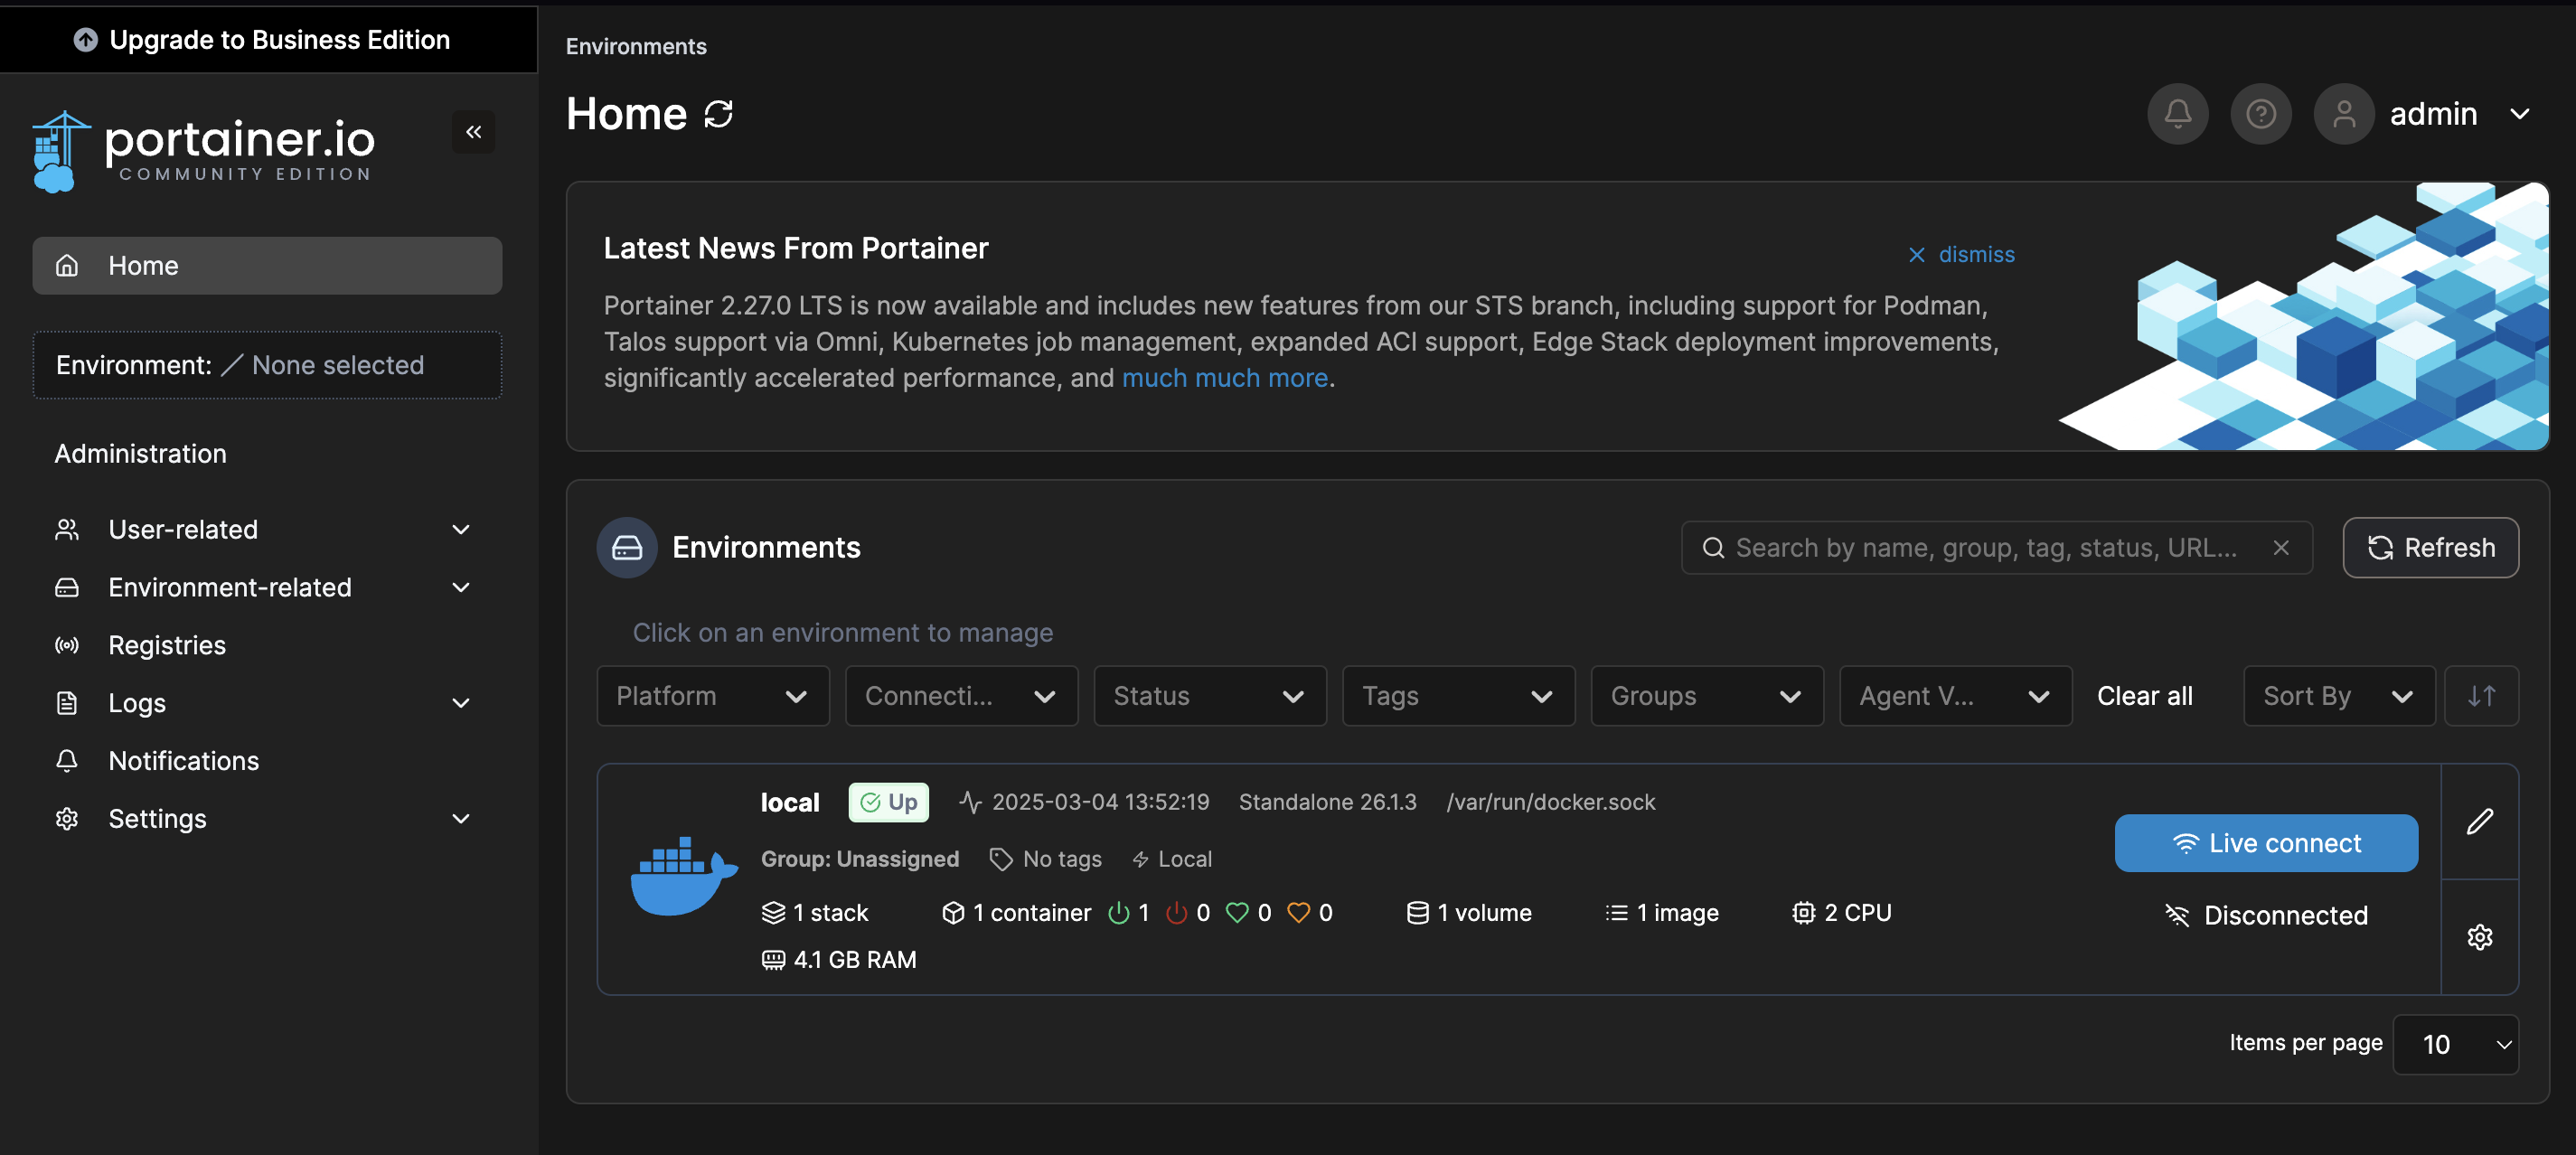 Upgrade to Business Edition
portainer.io
COMMUNITY EDITION
Home
Environment: None selected
Administration
User-related
Environment-related
Registries
Logs
Notifications
Settings
Environments
Home
admin
Latest News From Portainer
dismiss
Portainer 2.27.0 LTS is now available and includes new features from our STS branch, including support for Podman,
Talos support via Omni, Kubernetes job management, expanded ACI support, Edge Stack deployment improvements,
significantly accelerated performance, and much much more.
Environments
Search by name, group, tag, status, URL...
Refresh
Click on an environment to manage
Platform Connecti... Status Tags Groups Agent V... Clear all Sort By
local Up 2025-03-04 13:52:19 Standalone 26.1.3 /var/run/docker.sock
Group: Unassigned No tags Local
1 stack 1 container 1 0 0 0 1 volume 1 image 2 CPU
4.1 GB RAM
Live connect
Disconnected
Items per page 10